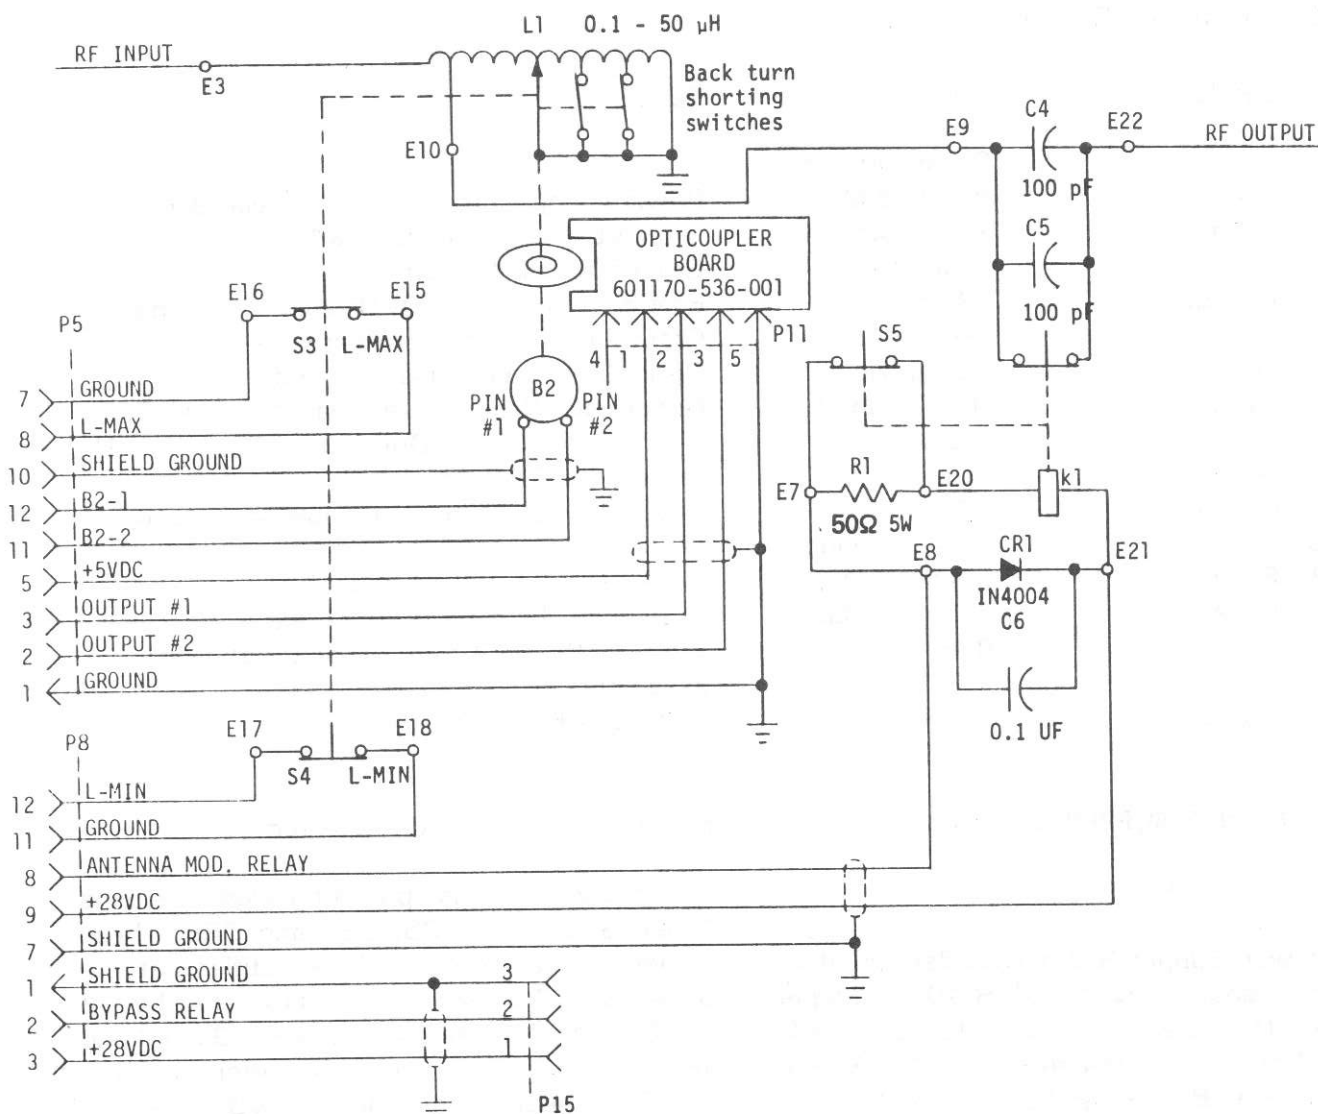 L1 0.1 - 50 µH
RF INPUT
E3
Back turn
shorting
switches
E10
E9
C4
E22
RF OUTPUT
100 pF
C5
100 pF
OPTICOUPLER
BOARD
601170-536-001
P11
4 1 2 3 5
E16
E15
S3 L-MAX
P5
7 GROUND
8 L-MAX
10 SHIELD GROUND
12 B2-1
11 B2-2
5 +5VDC
3 OUTPUT #1
2 OUTPUT #2
1 GROUND
B2
PIN
#1
PIN
#2
S5
E7
R1
E20
50Ω 5W
k1
E8
CR1
E21
IN4004
C6
0.1 UF
P8
E17
E18
S4 L-MIN
12 L-MIN
11 GROUND
8 ANTENNA MOD. RELAY
9 +28VDC
7 SHIELD GROUND
1 SHIELD GROUND 3
2 BYPASS RELAY 2
3 +28VDC 1
P15